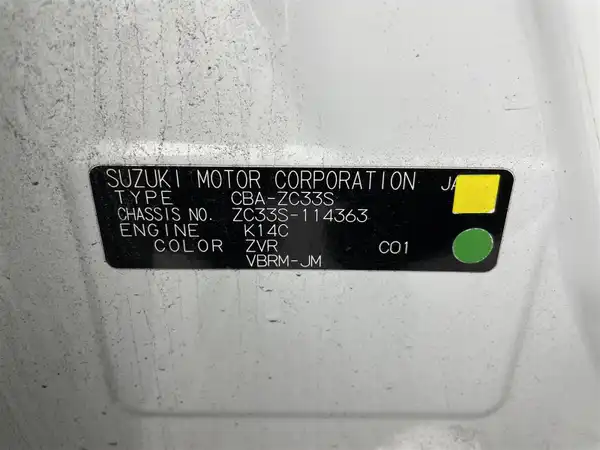 SUZUKI MOTOR CORPORATION JA
TYPE CBA-ZC33S
CHASSIS NO. ZC33S-114363
ENGINE K14C
COLOR ZVR C01
VBRM-JM